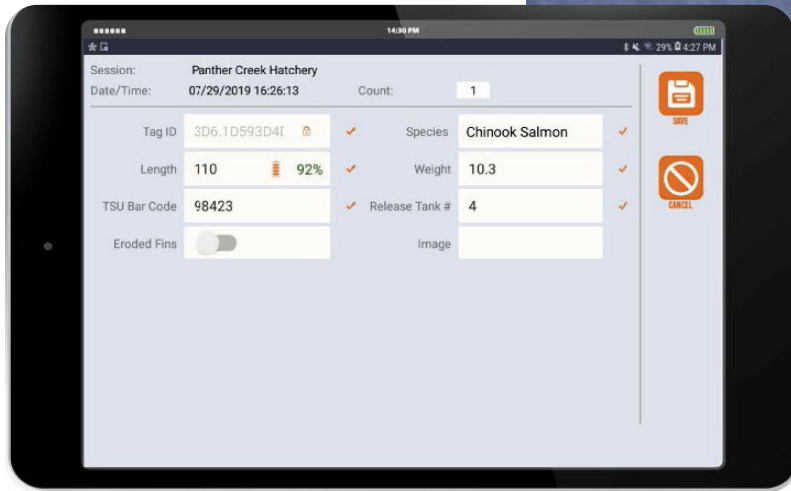 14:30 PM
29% 4:27 PM
Session: Panther Creek Hatchery
Date/Time: 07/29/2019 16:26:13 Count: 1
SAVE
Tag ID 3D6.1D593D4 Species Chinook Salmon
Length 110 92% Weight 10.3
CANCEL
TSU Bar Code 98423 Release Tank # 4
Eroded Fins Image